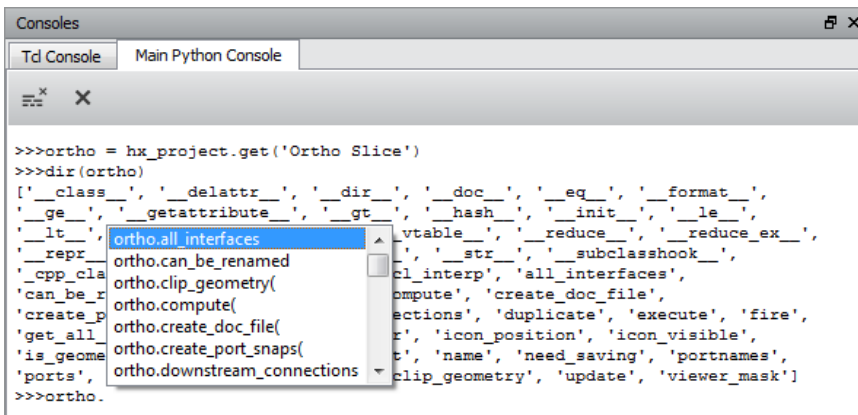 Consoles
Tcl Console Main Python Console
>>>ortho = hx_project.get('Ortho Slice')
>>>dir(ortho)
['__class__', '__delattr__', '__dir__', '__doc__', '__eq__', '__format__',
'__ge__', '__getattribute__', '__gt__', '__hash__', '__init__', '__le__',
'__lt__', vtable__', '__reduce__', '__reduce_ex__',
'__repr__ ', '__str__', '__subclasshook__',
'_cpp_cla cl_interp', 'all_interfaces',
'can_be_r ompute', 'create_doc_file',
'create_p ections', 'duplicate', 'execute', 'fire',
'get_all_ r', 'icon_position', 'icon_visible',
'is_geome t', 'name', 'need_saving', 'portnames',
'ports', clip_geometry', 'update', 'viewer_mask']
>>>ortho.
ortho.all_interfaces
ortho.can_be_renamed
ortho.clip_geometry(
ortho.compute(
ortho.create_doc_file(
ortho.create_port_snaps(
ortho.downstream_connections